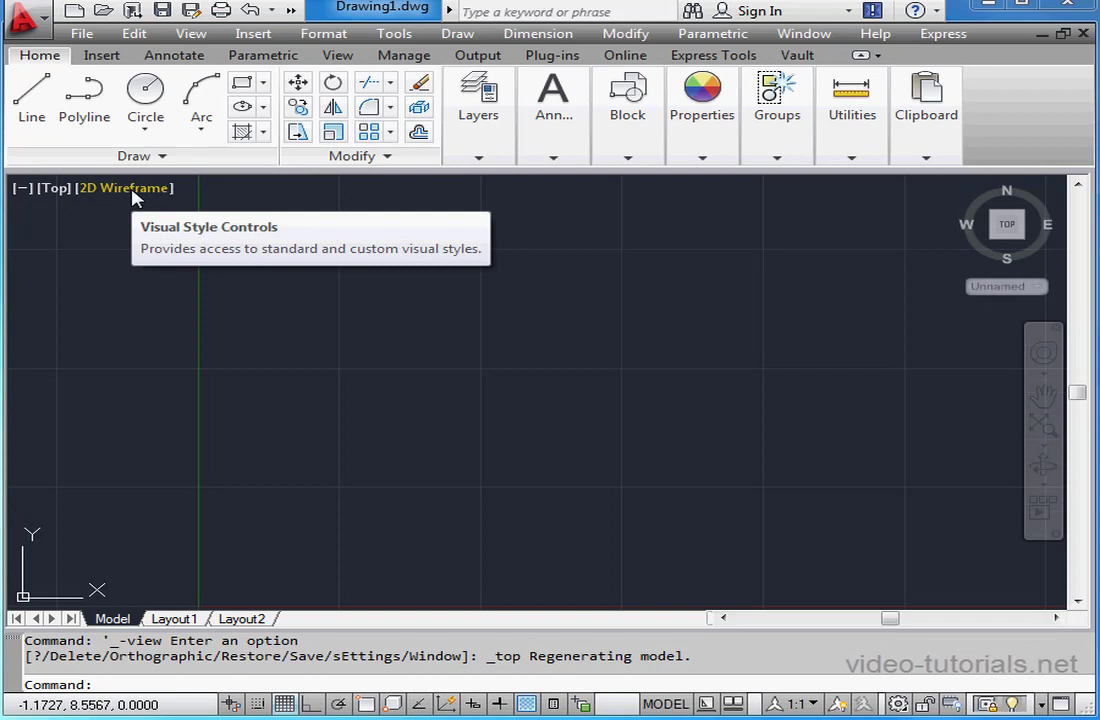 Drawing1.dwg
Type a keyword or phrase
Sign In
File Edit View Insert Format Tools Draw Dimension Modify Parametric Window Help Express
Home Insert Annotate Parametric View Manage Output Plug-ins Online Express Tools Vault
Line Polyline Circle Arc Layers Ann... Block Properties Groups Utilities Clipboard
Draw Modify
[−] [Top] [2D Wireframe]
Visual Style Controls
Provides access to standard and custom visual styles.
N
W TOP E
S
Unnamed
Y
X
Model Layout1 Layout2
Command: '_-view Enter an option
[?/Delete/Orthographic/Restore/Save/sEttings/Window]: _top Regenerating model.
video-tutorials.net
Command:
-1.1727, 8.5567, 0.0000 MODEL 1:1